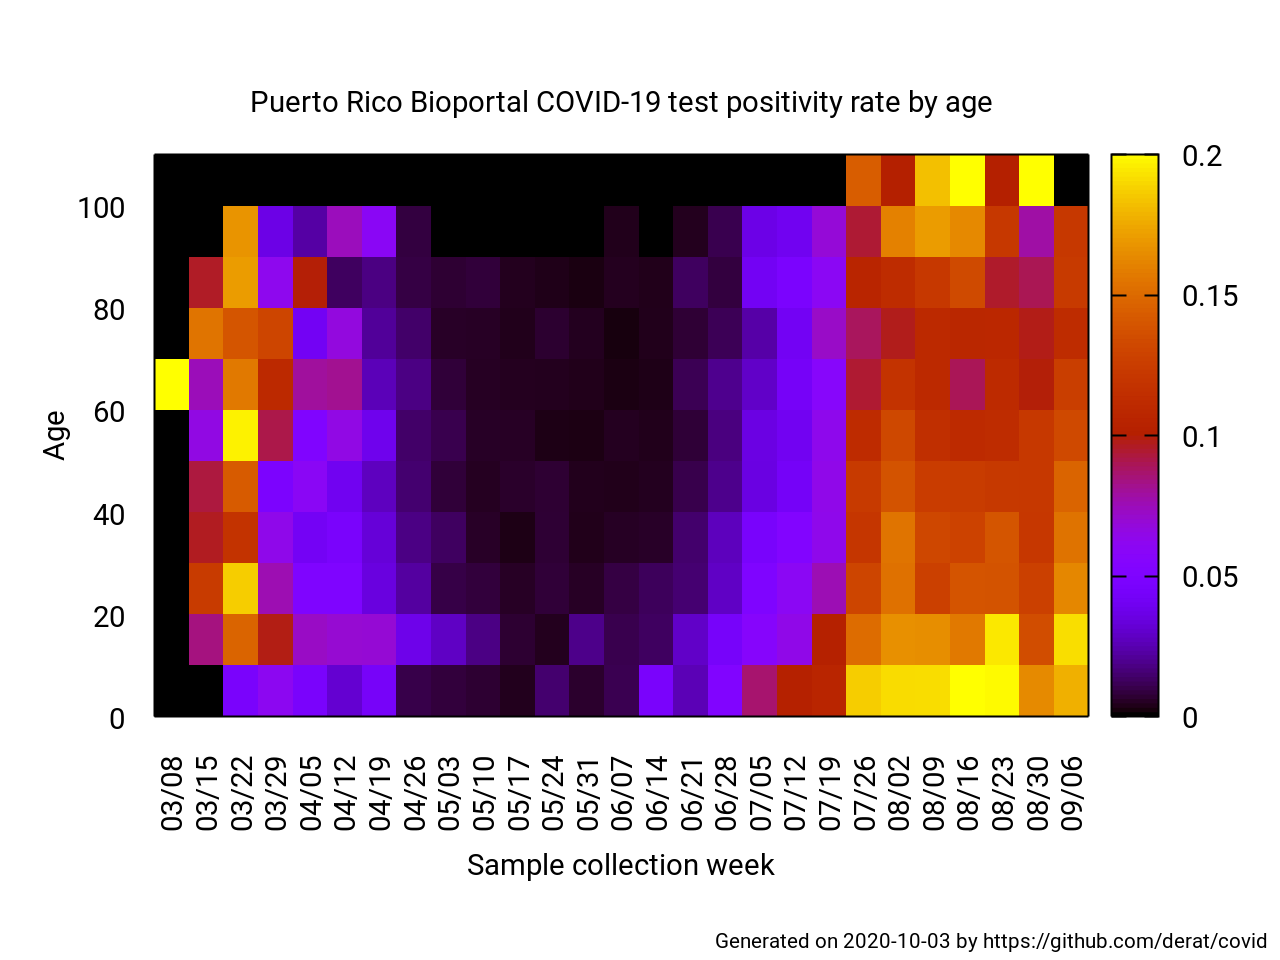 Puerto Rico Bioportal COVID-19 test positivity rate by age
Age
100
80
60
40
20
0
0.2
0.15
0.1
0.05
0
03/08 03/15 03/22 03/29 04/05 04/12 04/19 04/26 05/03 05/10 05/17 05/24 05/31 06/07 06/14 06/21 06/28 07/05 07/12 07/19 07/26 08/02 08/09 08/16 08/23 08/30 09/06
Sample collection week
Generated on 2020-10-03 by https://github.com/derat/covid